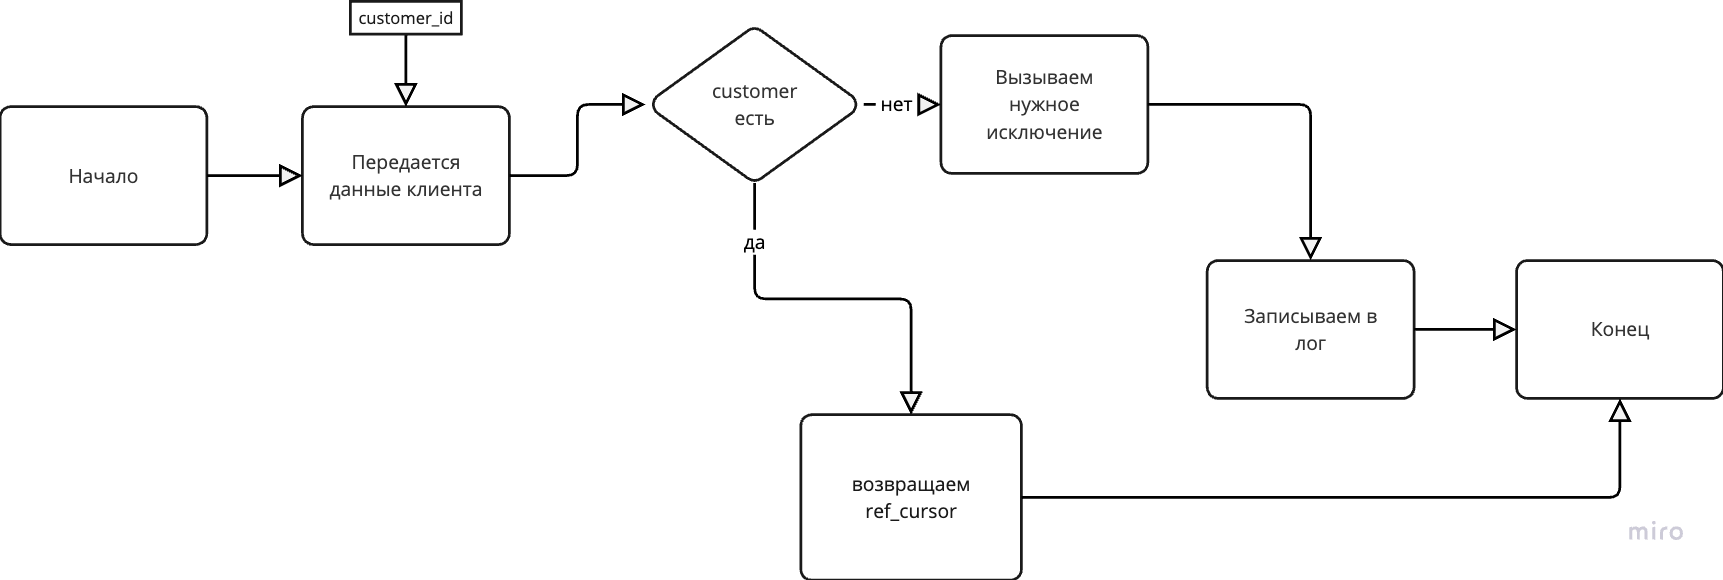 customer_id
Начало
Передается
данные клиента
customer
есть
нет
Вызываем
нужное
исключение
да
Записываем в
лог
Конец
возвращаем
ref_cursor
miro